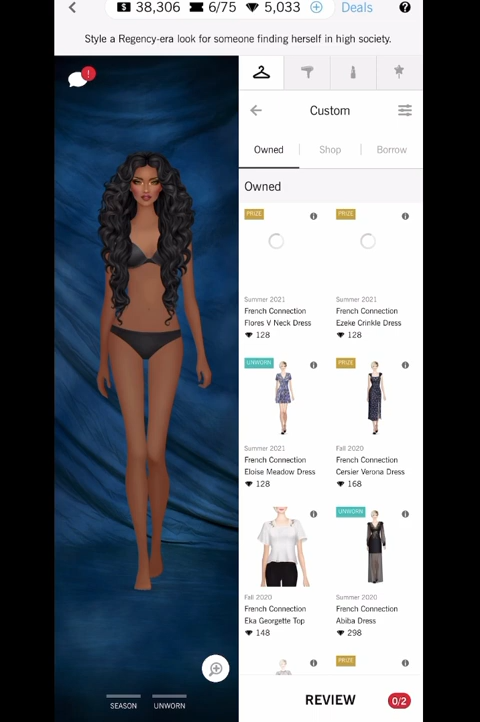 38,306 6/75 5,033 Deals ?
Style a Regency-era look for someone finding herself in high society.
!
Custom
Owned Shop Borrow
Owned
PRIZE PRIZE
Summer 2021 Summer 2021
French Connection French Connection
Flores V Neck Dress Ezeke Crinkle Dress
128 128
UNWORN PRIZE
Summer 2021 Fall 2020
French Connection French Connection
Eloise Meadow Dress Cersier Verona Dress
128 168
UNWORN
Fall 2020 Summer 2020
French Connection French Connection
Eka Georgette Top Abiba Dress
148 298
PRIZE
SEASON UNWORN
REVIEW 0/2